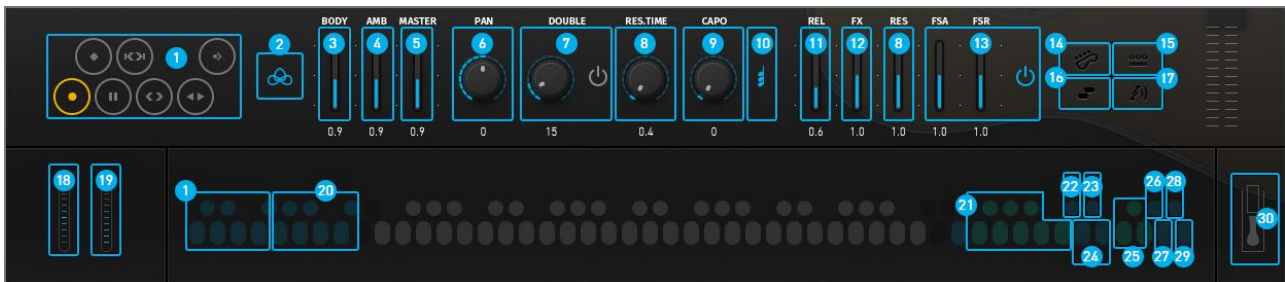 BODY AMB MASTER PAN DOUBLE RES.TIME CAPO REL FX RES FSA FSR
1 2 3 4 5 6 7 8 9 10 11 12 8 13 14 15
16 17
0.9 0.9 0.9 0 15 0.4 0 0.6 1.0 1.0 1.0 1.0
18 19 1 20 21 22 23 26 28 30
24 25 27 29